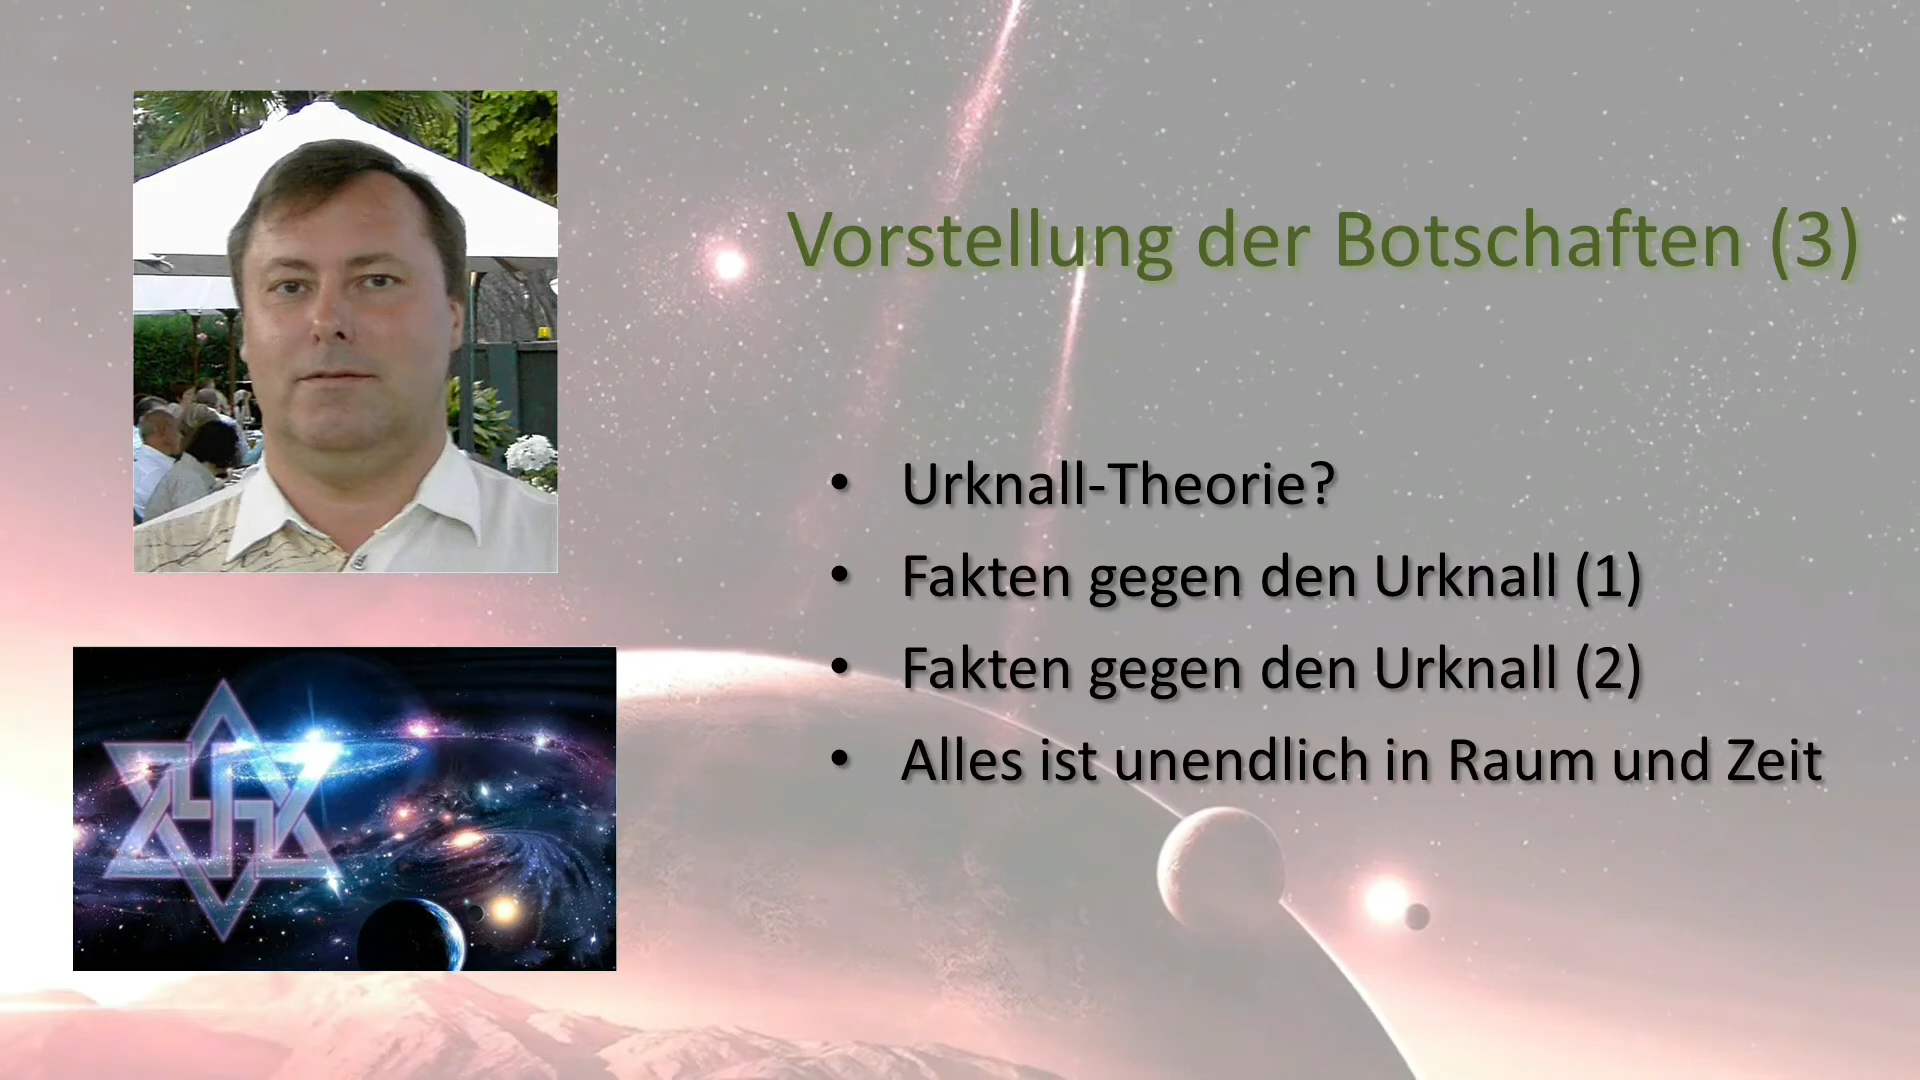 Vorstellung der Botschaften (3)
• Urknall-Theorie?
• Fakten gegen den Urknall (1)
• Fakten gegen den Urknall (2)
• Alles ist unendlich in Raum und Zeit